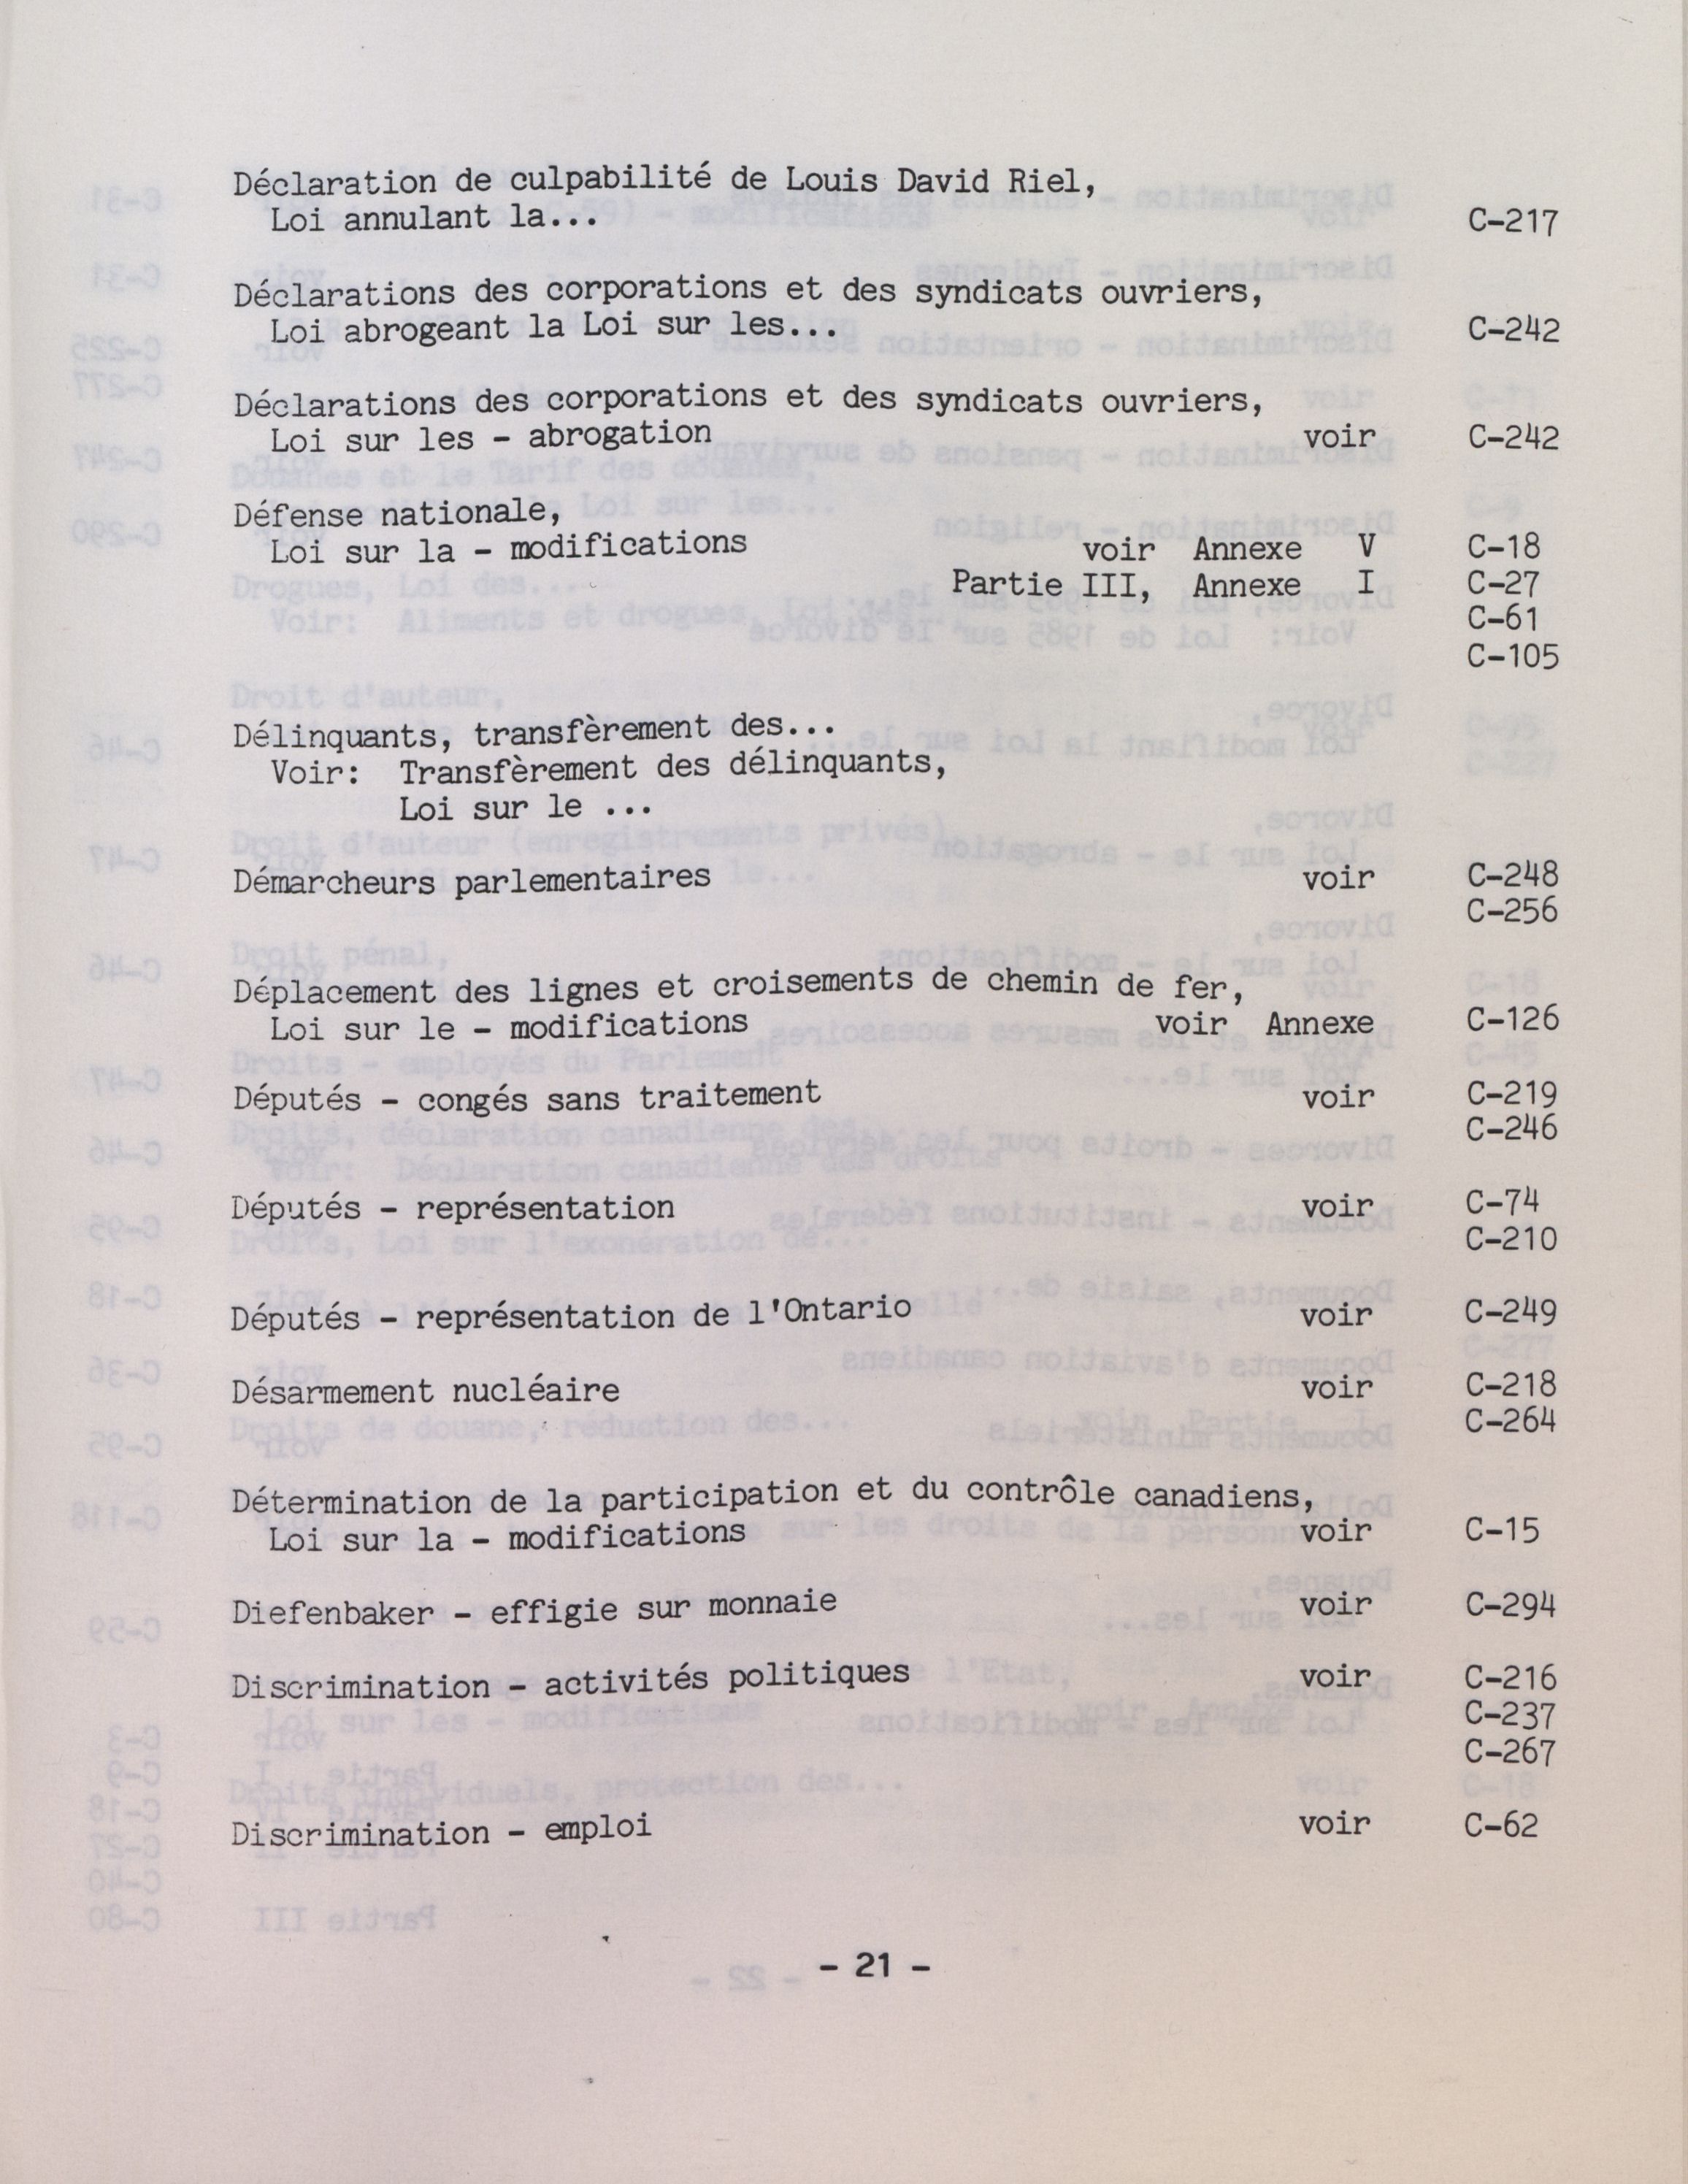 Déclaration de culpabilité de Louis David Riel,
Loi annulant la... C-217
Déclarations des corporations et des syndicats ouvriers,
Loi abrogeant la Loi sur les... C-242
Déclarations des corporations et des syndicats ouvriers,
Loi sur les - abrogation voir C-242
Défense nationale,
Loi sur la - modifications voir Annexe V C-18
Partie III, Annexe I C-27
C-61
C-105
Délinquants, transfèrement des...
Voir: Transfèrement des délinquants,
Loi sur le ...
Démarcheurs parlementaires voir C-248
C-256
Déplacement des lignes et croisements de chemin de fer,
Loi sur le - modifications voir Annexe C-126
Députés - congés sans traitement voir C-219
C-246
Députés - représentation voir C-74
C-210
Députés - représentation de l'Ontario voir C-249
Désarmement nucléaire voir C-218
C-264
Détermination de la participation et du contrôle canadiens,
Loi sur la - modifications voir C-15
Diefenbaker - effigie sur monnaie voir C-294
Discrimination - activités politiques voir C-216
C-237
C-267
Discrimination - emploi voir C-62
- 21 -